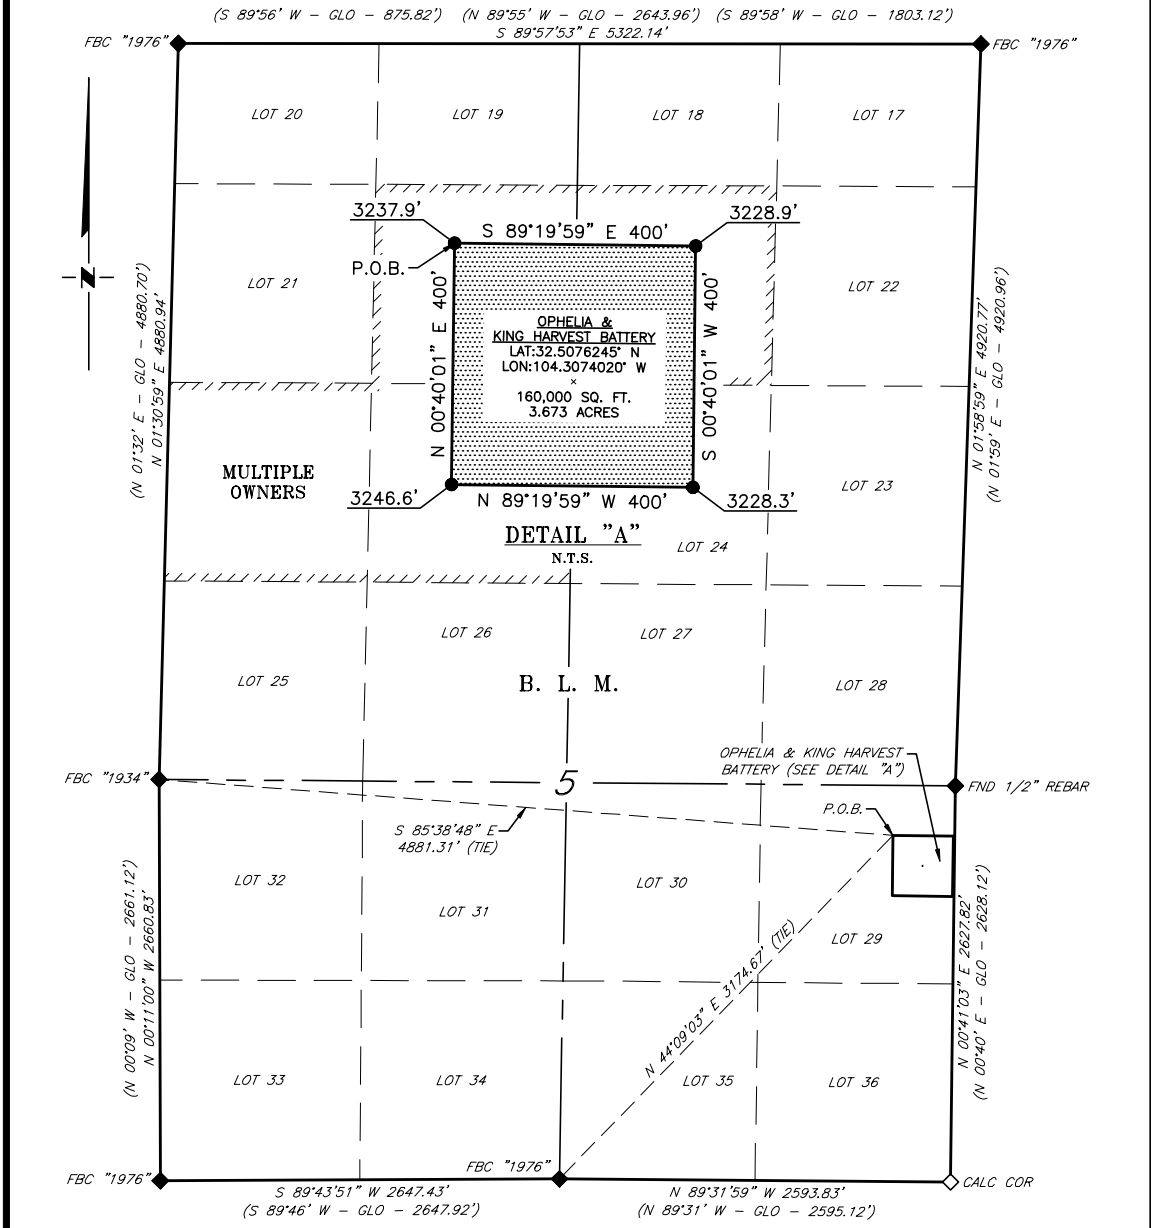 (S 89°56' W - GLO - 875.82') (N 89°55' W - GLO - 2643.96') (S 89°58' W - GLO - 1803.12')
S 89°57'53" E 5322.14'
FBC "1976"
FBC "1976"
LOT 20
LOT 19
LOT 18
LOT 17
3237.9'
3228.9'
S 89°19'59" E 400'
P.O.B.
N
LOT 21
LOT 22
(N 01°32' E - GLO - 4880.70')
N 01°30'59" E 4880.94'
N 00°40'01" E 400'
OPHELIA &
KING HARVEST BATTERY
LAT:32.5076245° N
LON:104.3074020° W
×
160,000 SQ. FT.
3.673 ACRES
S 00°40'01" W 400'
N 01°58'59" E 4920.77'
(N 01°59' E - GLO - 4920.96')
MULTIPLE
OWNERS
LOT 23
3246.6'
N 89°19'59" W 400'
3228.3'
DETAIL "A"
N.T.S.
LOT 24
LOT 26
LOT 27
LOT 25
B. L. M.
LOT 28
OPHELIA & KING HARVEST
BATTERY (SEE DETAIL "A")
FBC "1934"
5
FND 1/2" REBAR
P.O.B.
S 85°38'48" E
4881.31' (TIE)
LOT 32
LOT 31
LOT 30
LOT 29
(N 00°09' W - GLO - 2661.12')
N 00°11'00" W 2660.83'
N 44°09'03" E 3174.67' (TIE)
N 00°41'03" E 2627.82'
(N 00°40' E - GLO - 2628.12')
LOT 33
LOT 34
LOT 35
LOT 36
FBC "1976"
FBC "1976"
CALC COR
S 89°43'51" W 2647.43'
(S 89°46' W - GLO - 2647.92')
N 89°31'59" W 2593.83'
(N 89°31' W - GLO - 2595.12')